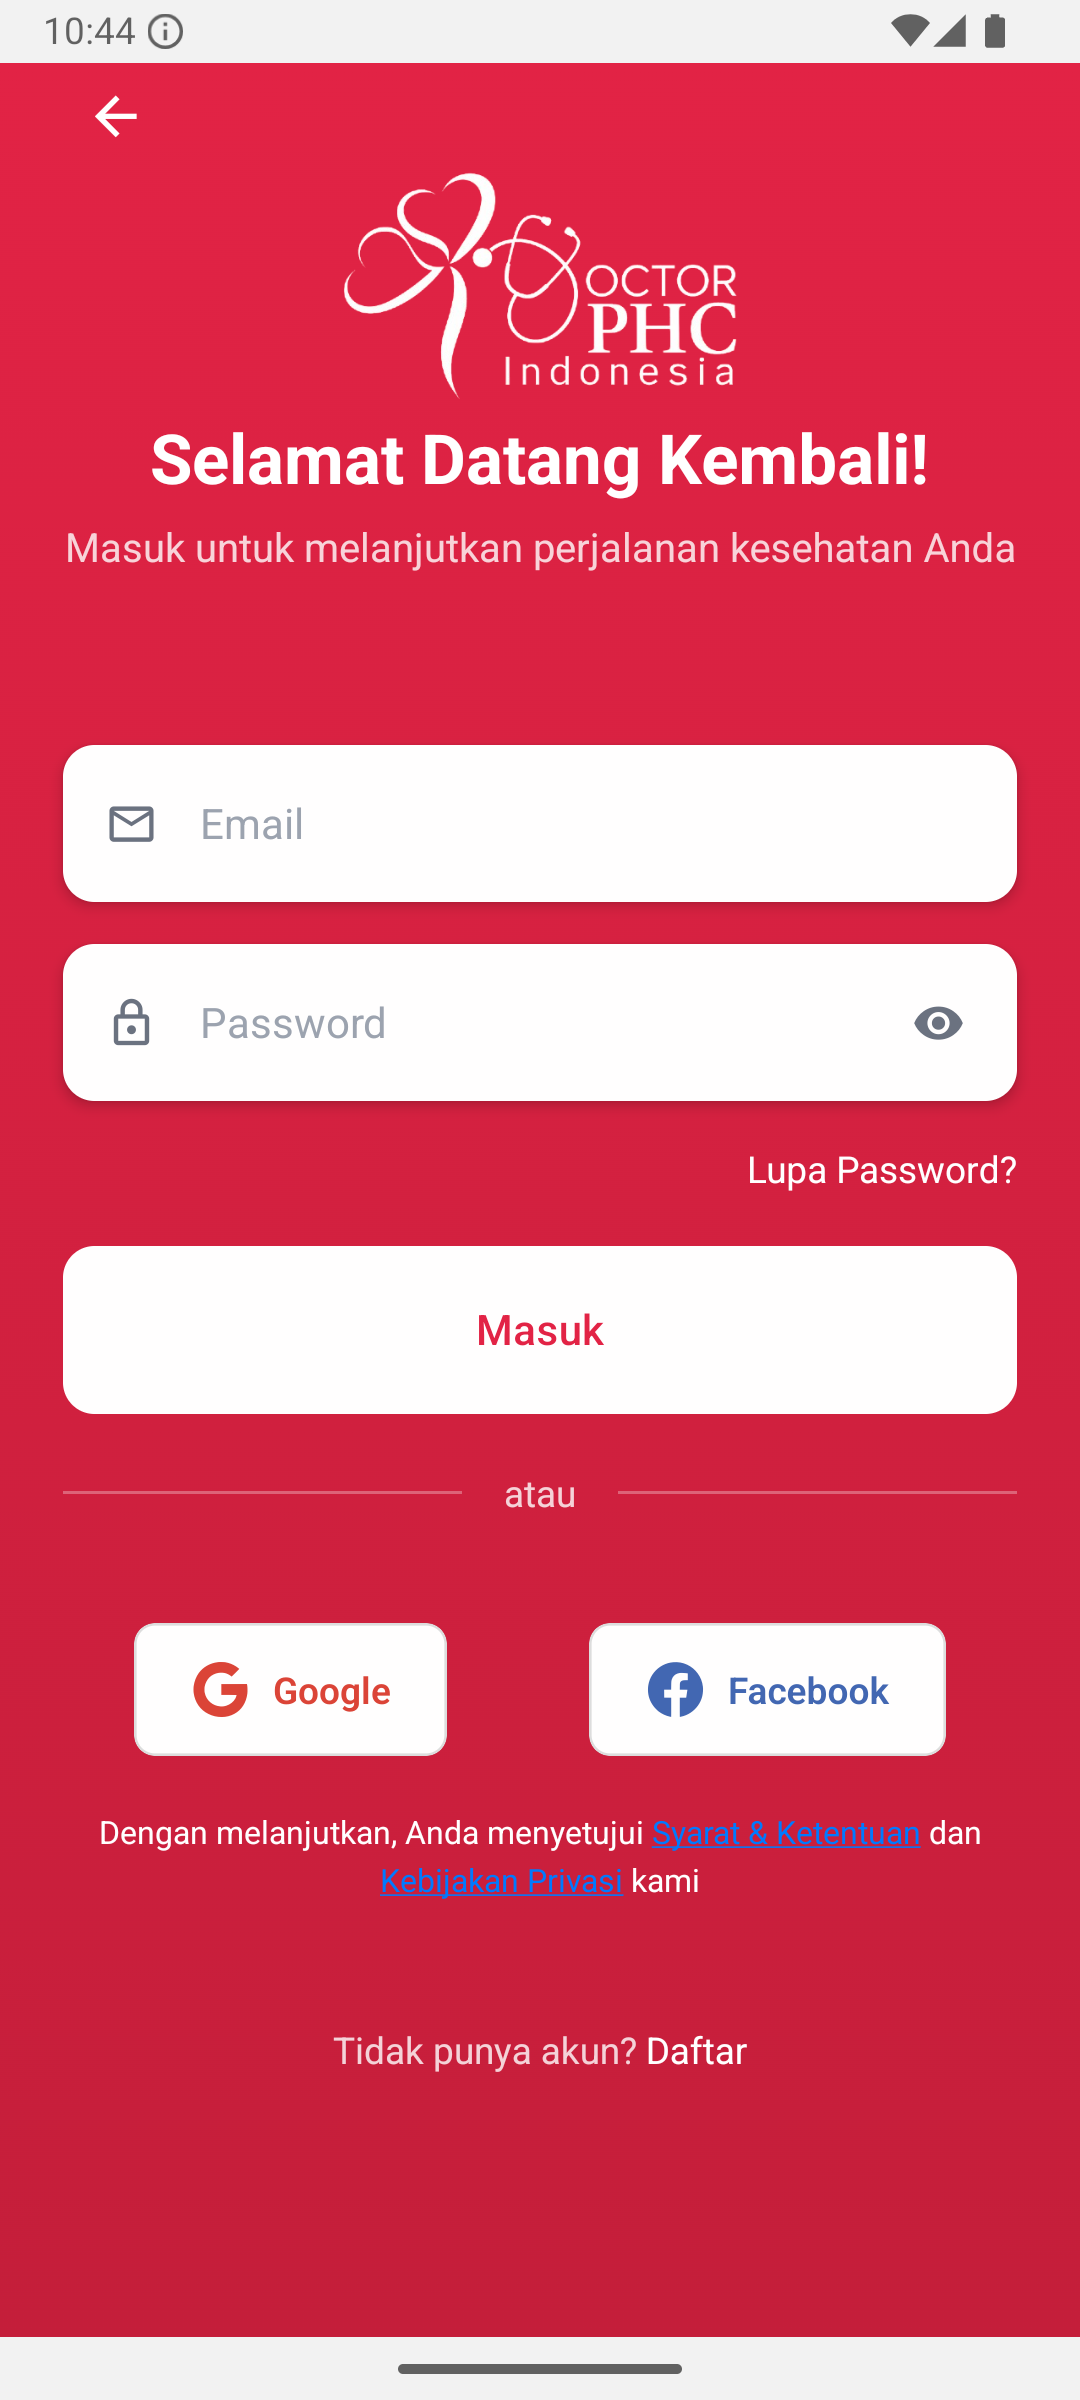 10:44
OCTOR
PHC
Indonesia
Selamat Datang Kembali!
Masuk untuk melanjutkan perjalanan kesehatan Anda
Email
Password
Lupa Password?
Masuk
atau
Google
Facebook
Dengan melanjutkan, Anda menyetujui Syarat & Ketentuan dan
Kebijakan Privasi kami
Tidak punya akun? Daftar